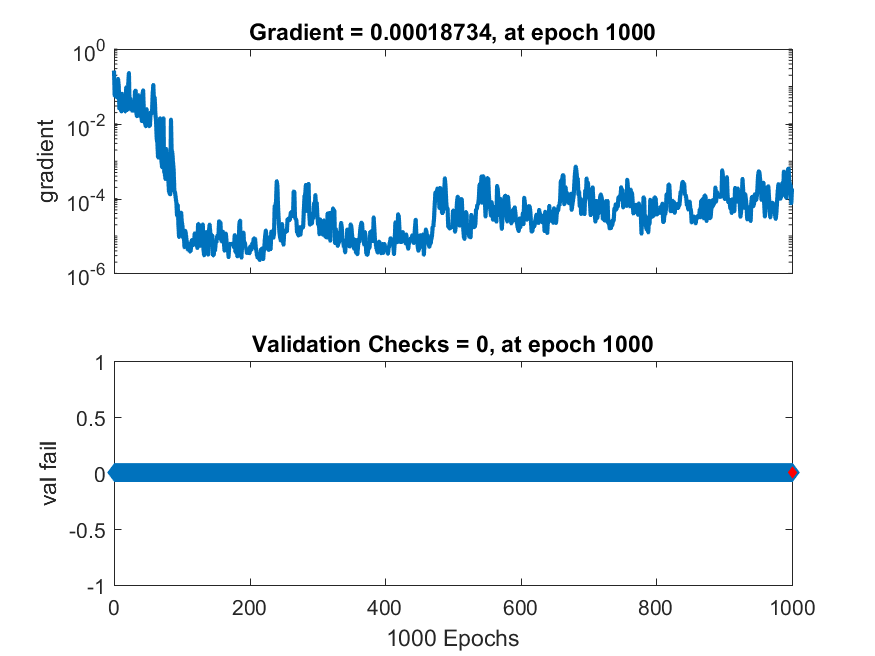 Gradient = 0.00018734, at epoch 1000
10^0
10^-2
10^-4
10^-6
gradient
Validation Checks = 0, at epoch 1000
1
0.5
0
-0.5
-1
val fail
0 200 400 600 800 1000
1000 Epochs